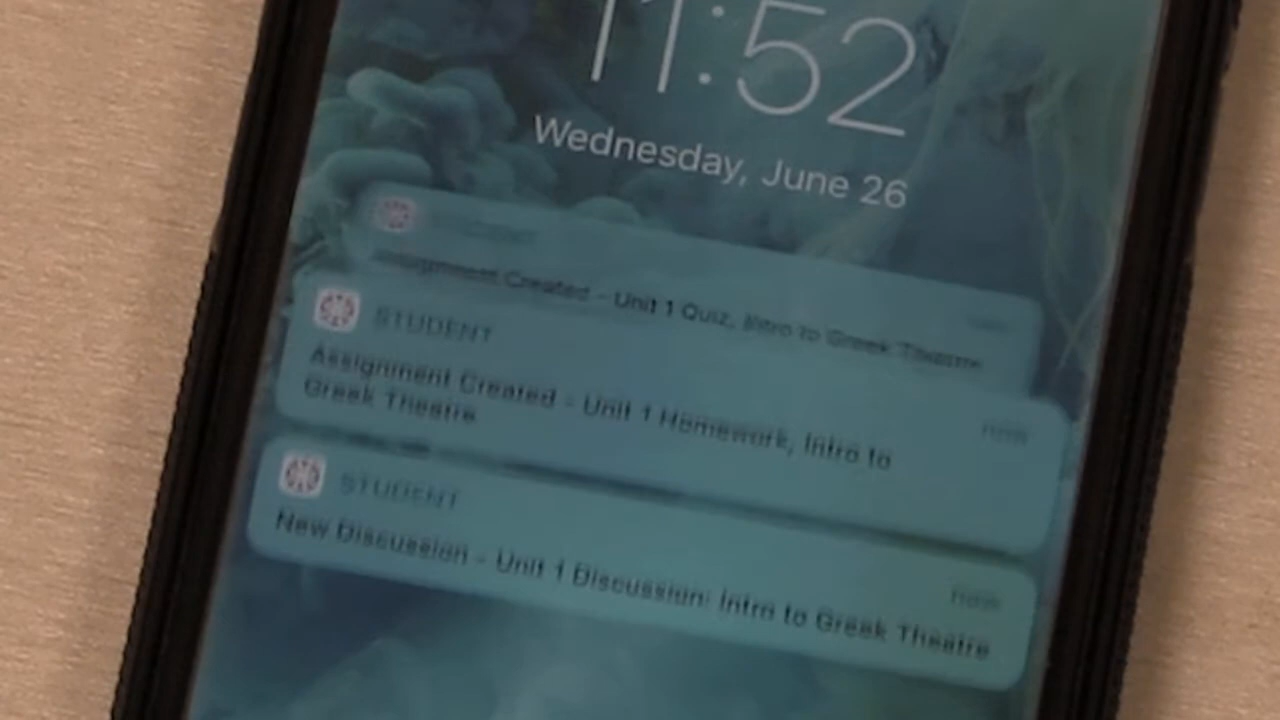 11:52
Wednesday, June 26
Assignment Created - Unit 1 Quiz, Intro to Greek Theatre
STUDENT
now
Assignment Created - Unit 1 Homework, Intro to
Greek Theatre
STUDENT
now
New Discussion - Unit 1 Discussion: Intro to Greek Theatre